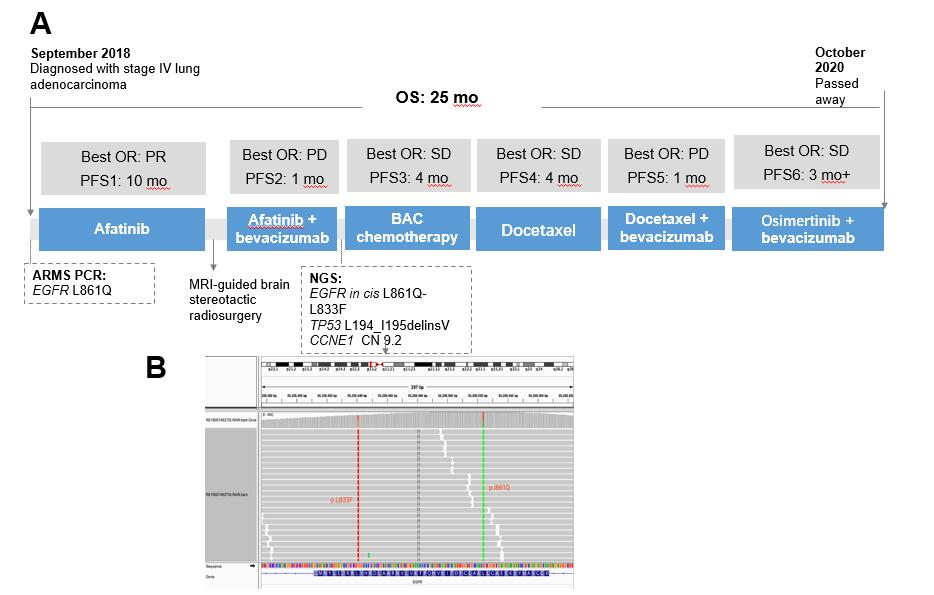 A
September 2018
Diagnosed with stage IV lung
adenocarcinoma
October
2020
Passed
away
OS: 25 mo
Best OR: PR
PFS1: 10 mo
Best OR: PD
PFS2: 1 mo
Best OR: SD
PFS3: 4 mo
Best OR: SD
PFS4: 4 mo
Best OR: PD
PFS5: 1 mo
Best OR: SD
PFS6: 3 mo+
Afatinib
Afatinib +
bevacizumab
BAC
chemotherapy
Docetaxel
Docetaxel +
bevacizumab
Osimertinib +
bevacizumab
ARMS PCR:
EGFR L861Q
MRI-guided brain
stereotactic
radiosurgery
NGS:
EGFR in cis L861Q-
L833F
TP53 L194_I195delinsV
CCNE1 CN 9.2
B
p.L833F
p.l861Q
Sequence
Gene
EGFR